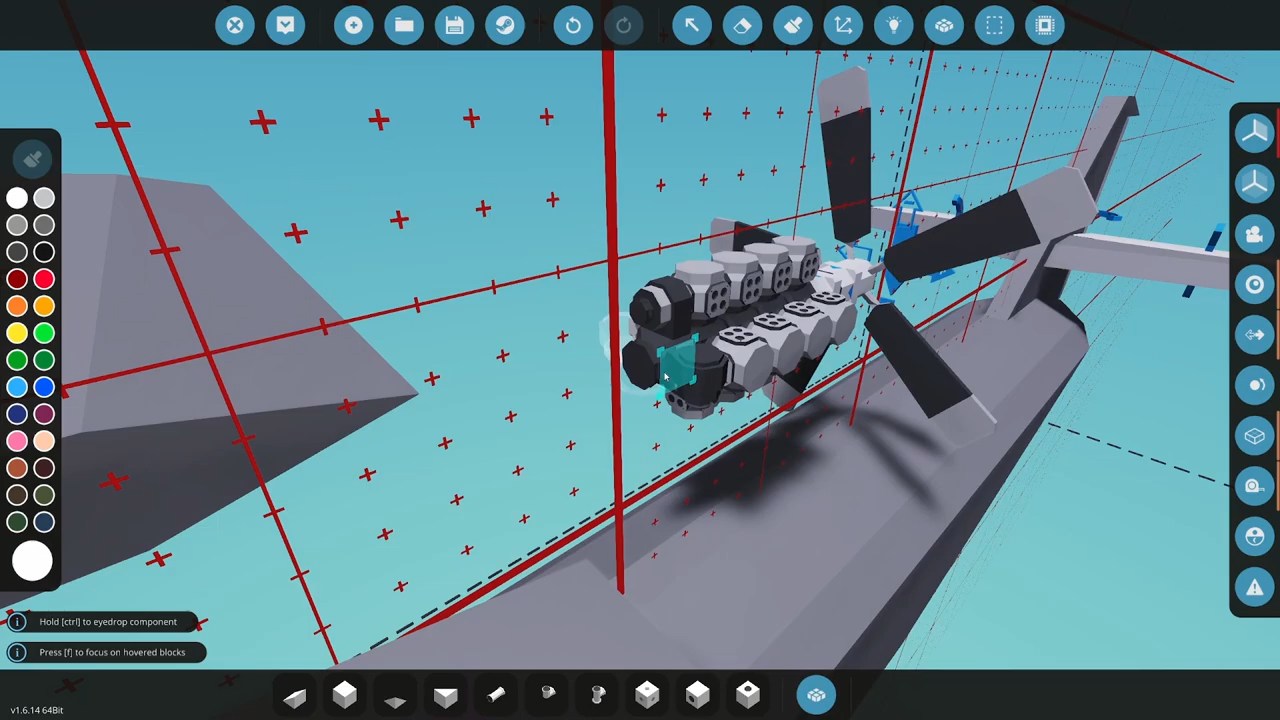 Hold [ctrl] to eyedrop component
Press [f] to focus on hovered blocks
v1.6.14 64Bit